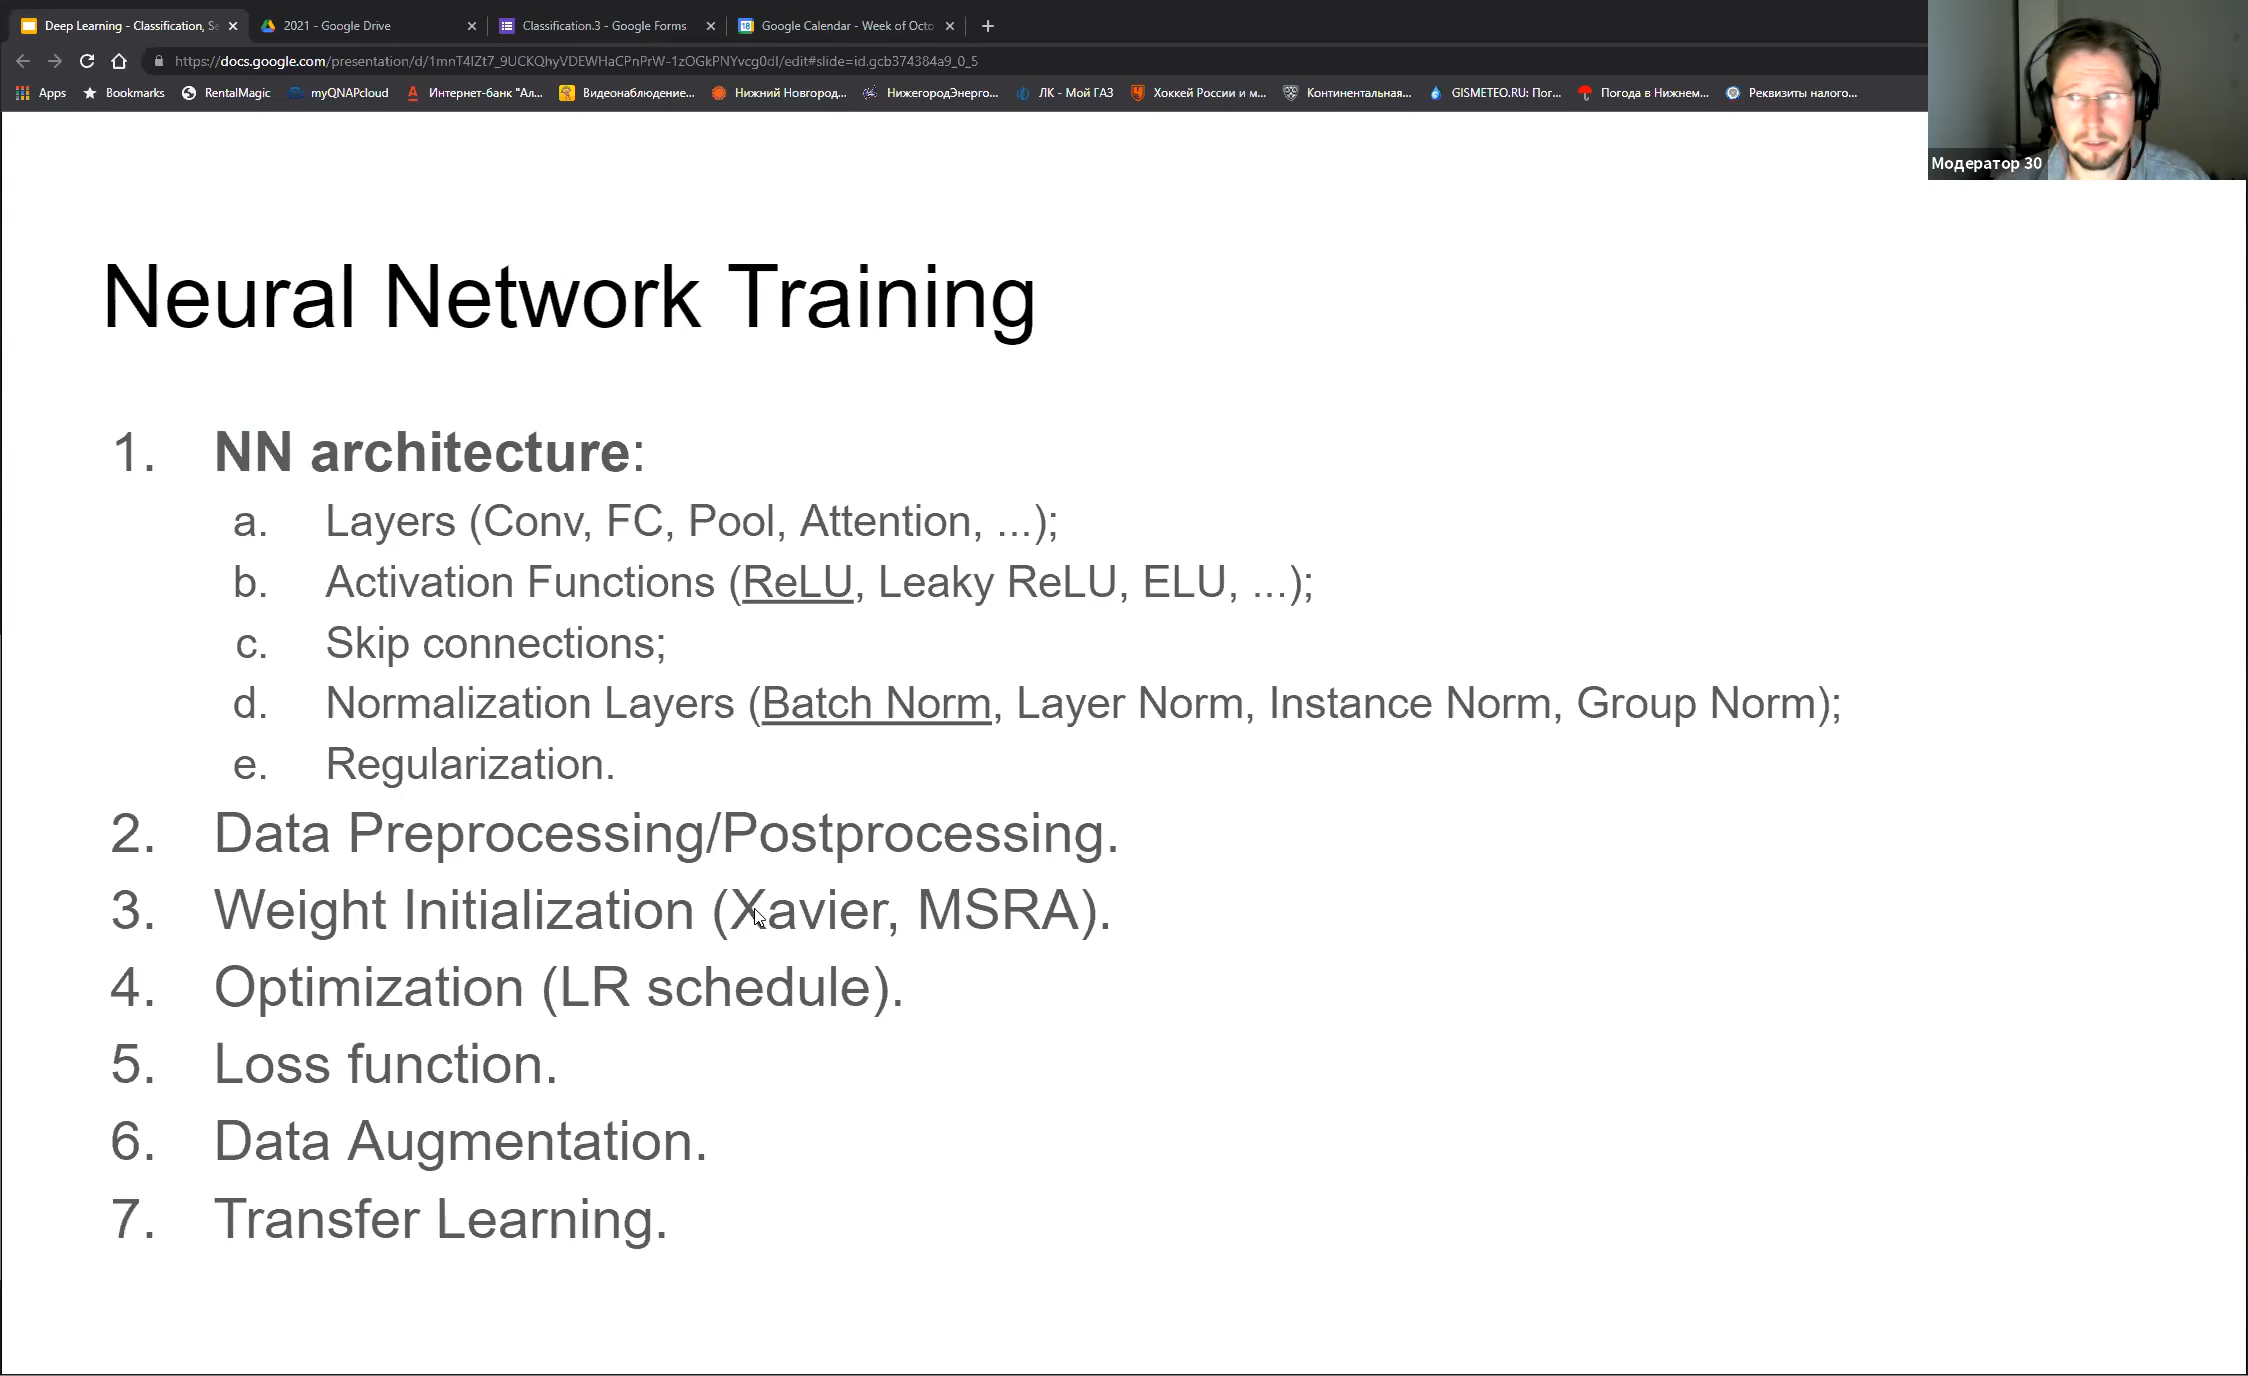 Deep Learning - Classification, Se
2021 - Google Drive
Classification.3 - Google Forms
Google Calendar - Week of Octo
https://docs.google.com/presentation/d/1mnT4lZt7_9UCKQhyVDEWHaCPnPrW-1zOGkPNYvcg0dI/edit#slide=id.gcb374384a9_0_5
Apps Bookmarks RentalMagic myQNAPcloud Интернет-банк "Ал... Видеонаблюдение... Нижний Новгород... НижегородЭнерго... ЛК - Мой ГАЗ Хоккей России и м... Континентальная... GISMETEO.RU: Пог... Погода в Нижнем... Реквизиты налого...
Модератор 30
Neural Network Training
1. NN architecture:
a. Layers (Conv, FC, Pool, Attention, ...);
b. Activation Functions (ReLU, Leaky ReLU, ELU, ...);
c. Skip connections;
d. Normalization Layers (Batch Norm, Layer Norm, Instance Norm, Group Norm);
e. Regularization.
2. Data Preprocessing/Postprocessing.
3. Weight Initialization (Xavier, MSRA).
4. Optimization (LR schedule).
5. Loss function.
6. Data Augmentation.
7. Transfer Learning.